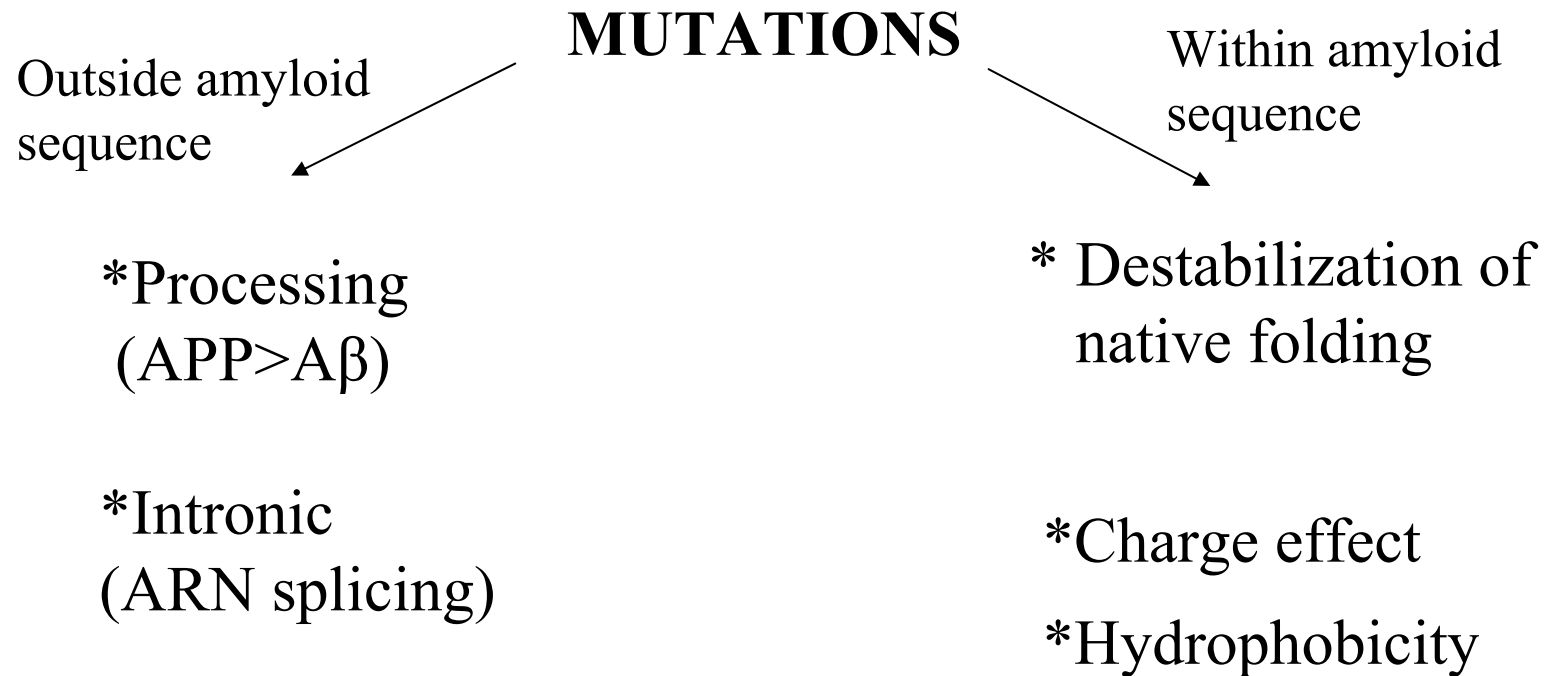 MUTATIONS
Outside amyloid
sequence
*Processing
(APP>Aβ)
*Intronic
(ARN splicing)
Within amyloid
sequence
* Destabilization of
native folding
*Charge effect
*Hydrophobicity